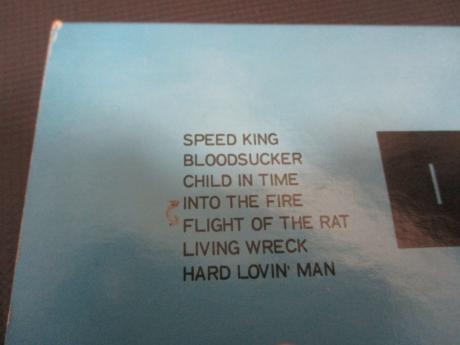 SPEED KING
BLOODSUCKER
CHILD IN TIME
INTO THE FIRE
FLIGHT OF THE RAT
LIVING WRECK
HARD LOVIN' MAN